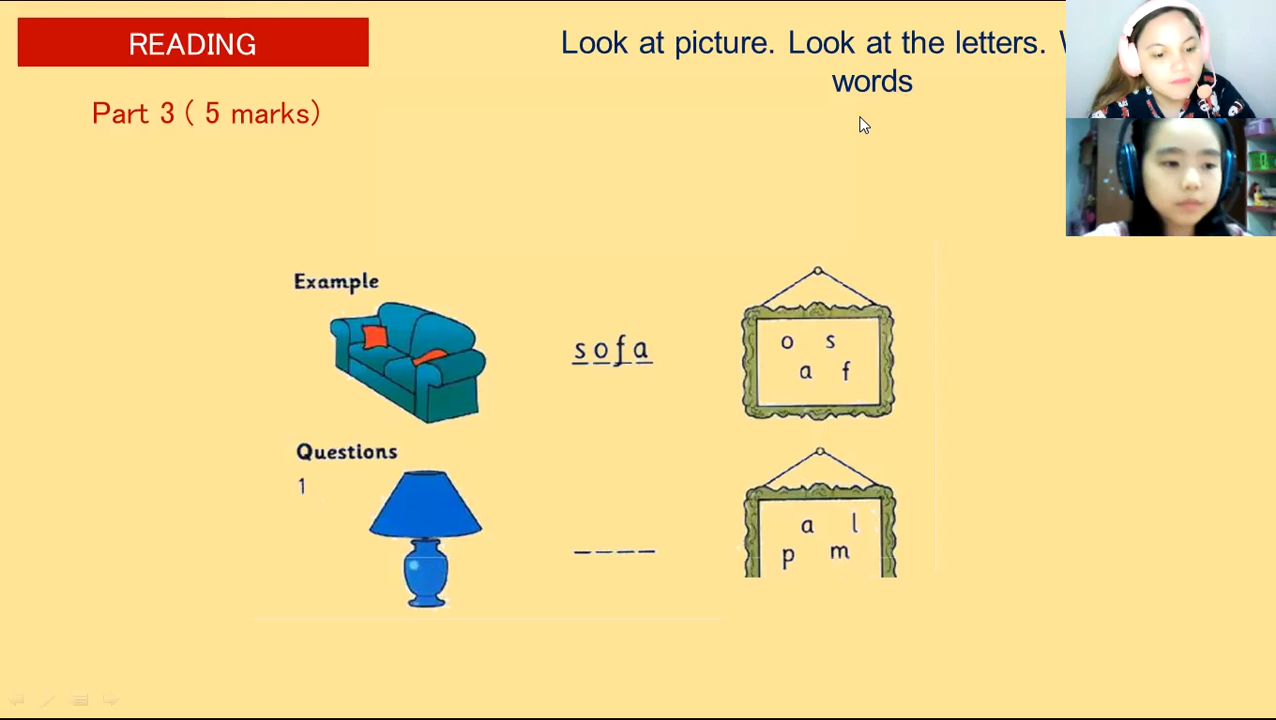 READING
Look at picture. Look at the letters.
words
Part 3 ( 5 marks)
Example
sofa
o s
a f
Questions
1
_ _ _ _
a l
p m